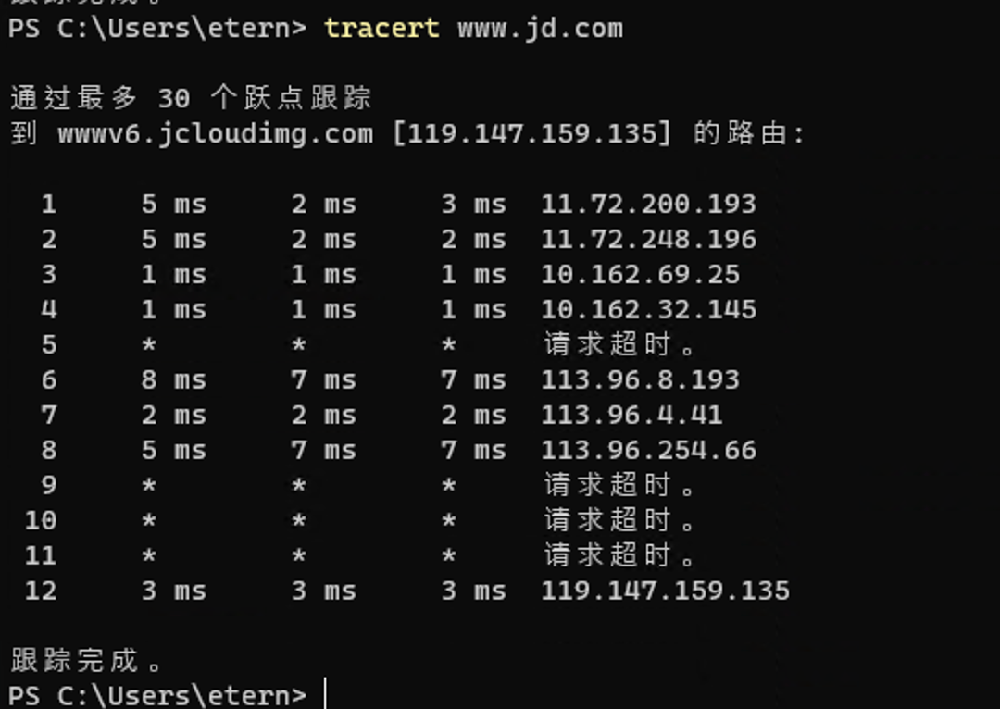 PS C:\Users\etern> tracert www.jd.com
通过最多 30 个跃点跟踪
到 wwwv6.jcloudimg.com [119.147.159.135] 的路由:
1 5 ms 2 ms 3 ms 11.72.200.193
2 5 ms 2 ms 2 ms 11.72.248.196
3 1 ms 1 ms 1 ms 10.162.69.25
4 1 ms 1 ms 1 ms 10.162.32.145
5 * * * 请求超时。
6 8 ms 7 ms 7 ms 113.96.8.193
7 2 ms 2 ms 2 ms 113.96.4.41
8 5 ms 7 ms 7 ms 113.96.254.66
9 * * * 请求超时。
10 * * * 请求超时。
11 * * * 请求超时。
12 3 ms 3 ms 3 ms 119.147.159.135
跟踪完成。
PS C:\Users\etern>